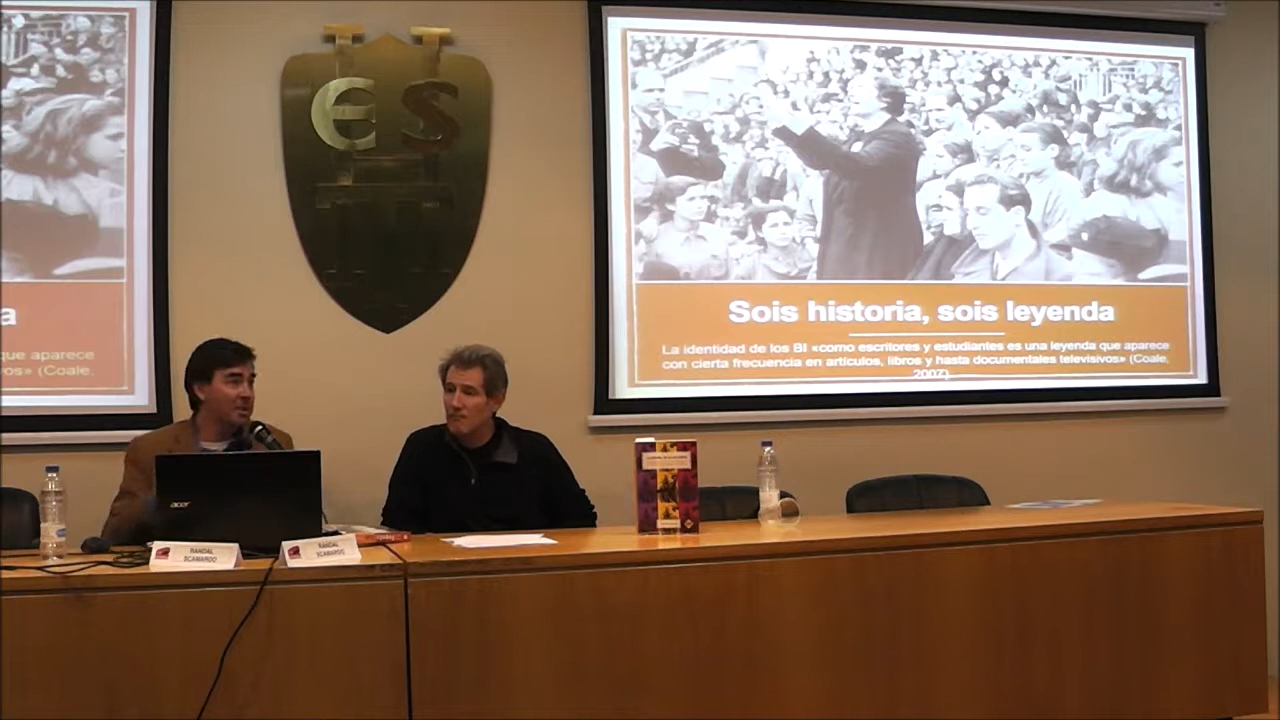 a
que aparece
vos» (Coale,
ES
Sois historia, sois leyenda
La identidad de los BI «como escritores y estudiantes es una leyenda que aparece
con cierta frecuencia en artículos, libros y hasta documentales televisivos» (Coale,
2007)
acer
RANDAL
SCAMARDO
RANDAL
SCAMARDO